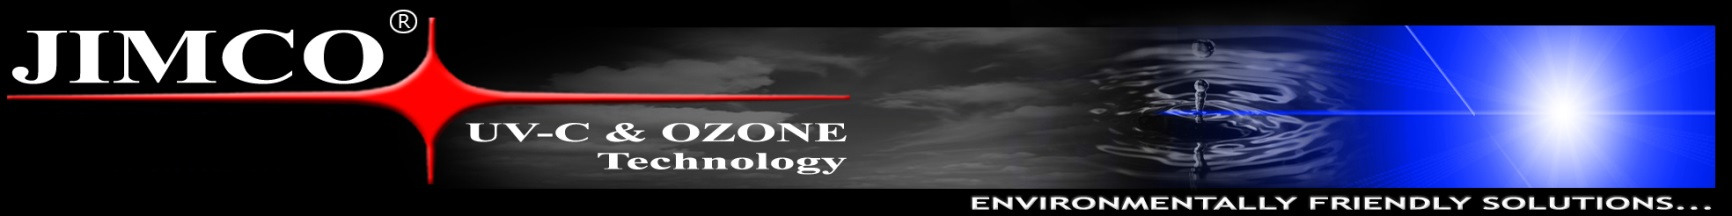 JIMCO®
UV-C & OZONE
Technology
ENVIRONMENTALLY FRIENDLY SOLUTIONS...